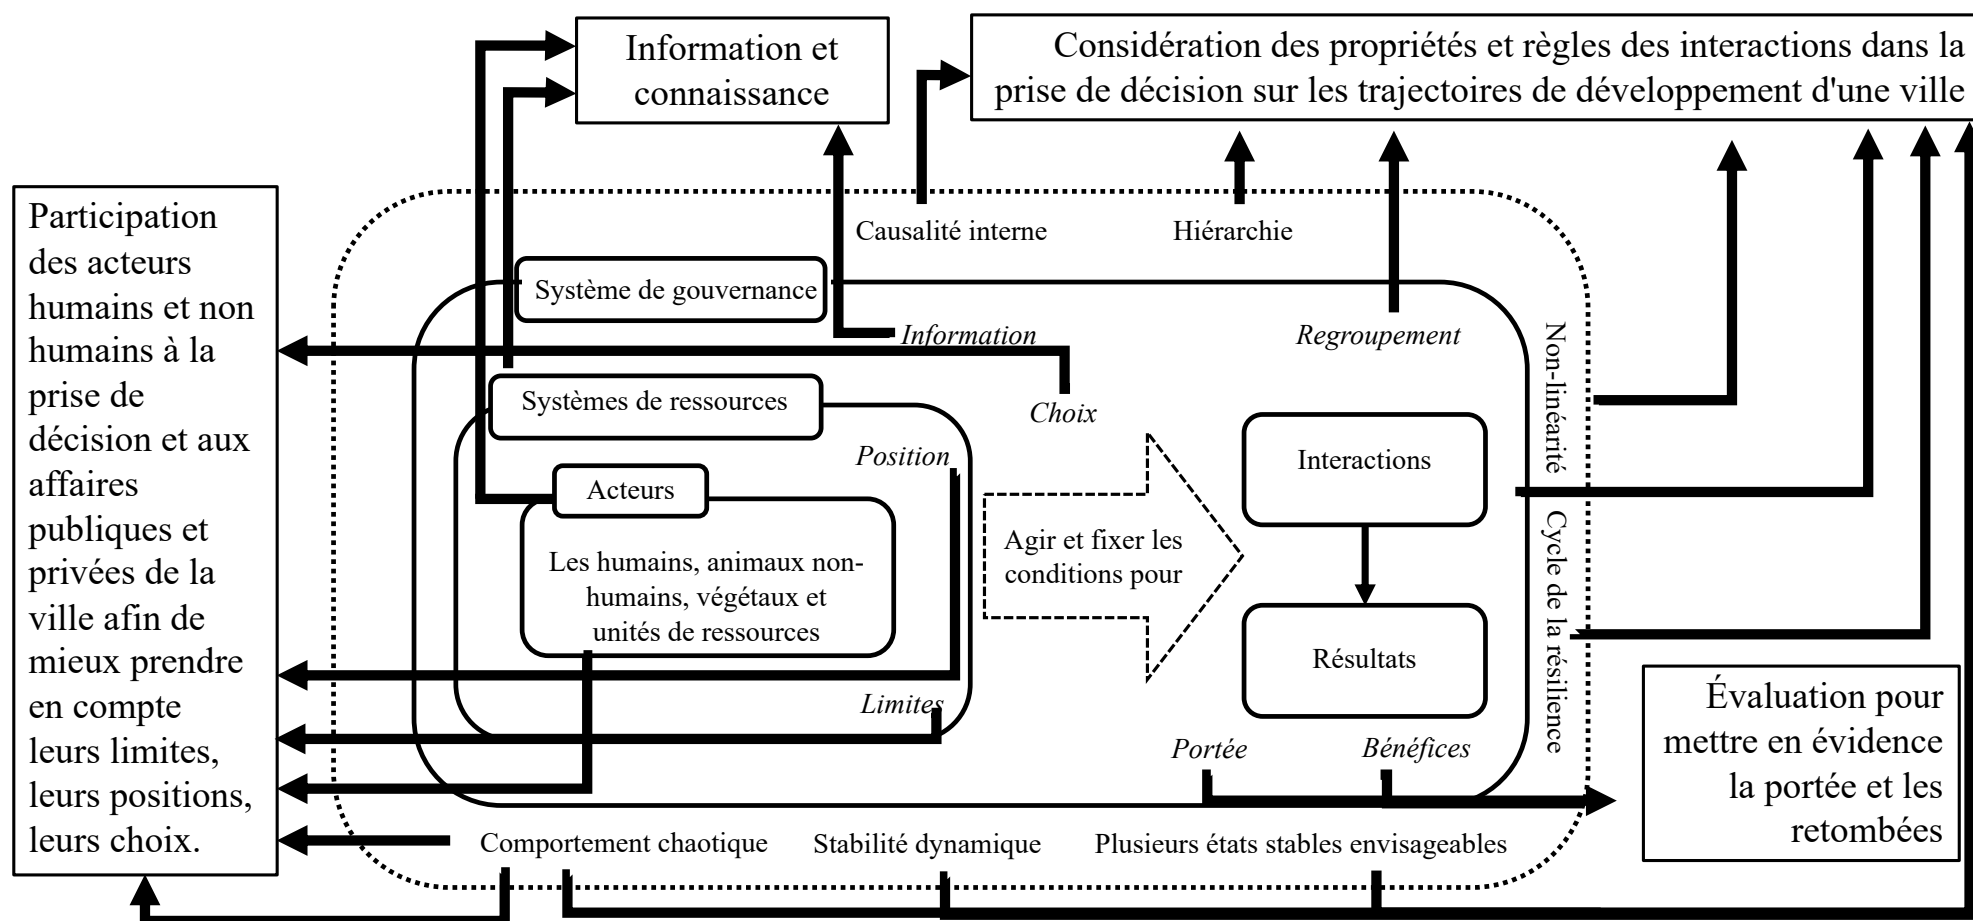 Information et
connaissance
Considération des propriétés et règles des interactions dans la
prise de décision sur les trajectoires de développement d'une ville
Participation
des acteurs
humains et non
humains à la
prise de
décision et aux
affaires
publiques et
privées de la
ville afin de
mieux prendre
en compte
leurs limites,
leurs positions,
leurs choix.
Causalité interne
Hiérarchie
Système de gouvernance
Information
Regroupement
Choix
Systèmes de ressources
Position
Acteurs
Les humains, animaux non-
humains, végétaux et
unités de ressources
Limites
Agir et fixer les
conditions pour
Interactions
Résultats
Portée
Bénéfices
Non-linéarité
Cycle de la résilience
Évaluation pour
mettre en évidence
la portée et les
retombées
Comportement chaotique
Stabilité dynamique
Plusieurs états stables envisageables